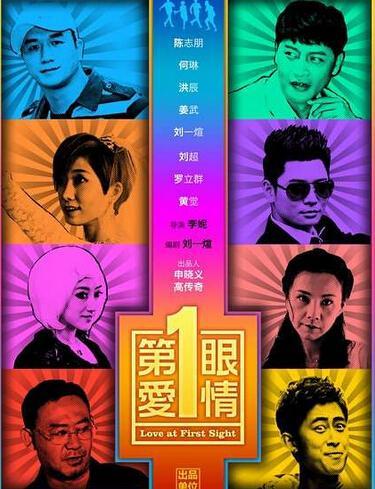 陈志朋
何琳
洪辰
姜武
刘一煊
刘超
罗立群
黄觉
导演 李妮
编剧 刘一煊
出品人
申晓义
高传奇
第1眼
愛情
Love at First Sight
出品
单位